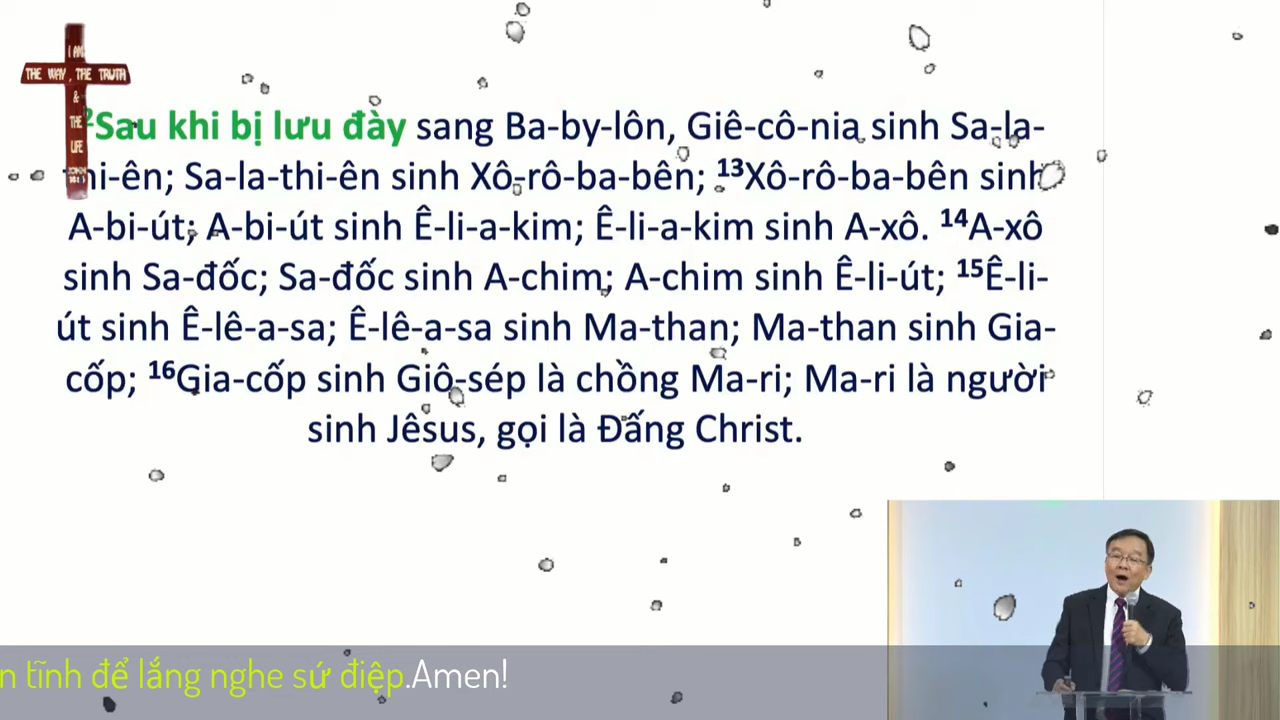 I AM
THE WAY, THE TRUTH
&
THE
LIFE
²Sau khi bị lưu đày sang Ba-by-lôn, Giê-cô-nia sinh Sa-la-
hi-ên; Sa-la-thi-ên sinh Xô-rô-ba-bên; ¹³Xô-rô-ba-bên sinh
A-bi-út; A-bi-út sinh Ê-li-a-kim; Ê-li-a-kim sinh A-xô. ¹⁴A-xô
sinh Sa-đốc; Sa-đốc sinh A-chim; A-chim sinh Ê-li-út; ¹⁵Ê-li-
út sinh Ê-lê-a-sa; Ê-lê-a-sa sinh Ma-than; Ma-than sinh Gia-
cốp; ¹⁶Gia-cốp sinh Giô-sép là chồng Ma-ri; Ma-ri là người
sinh Jêsus, gọi là Đấng Christ.
n tĩnh để lắng nghe sứ điệp.Amen!